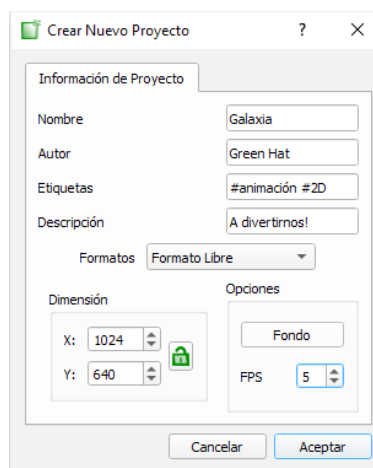 Crear Nuevo Proyecto ?
Información de Proyecto
Nombre Galaxia
Autor Green Hat
Etiquetas #animación #2D
Descripción A divertirnos!
Formatos Formato Libre
Dimensión
Opciones
X: 1024
Fondo
Y: 640
FPS 5
Cancelar Aceptar